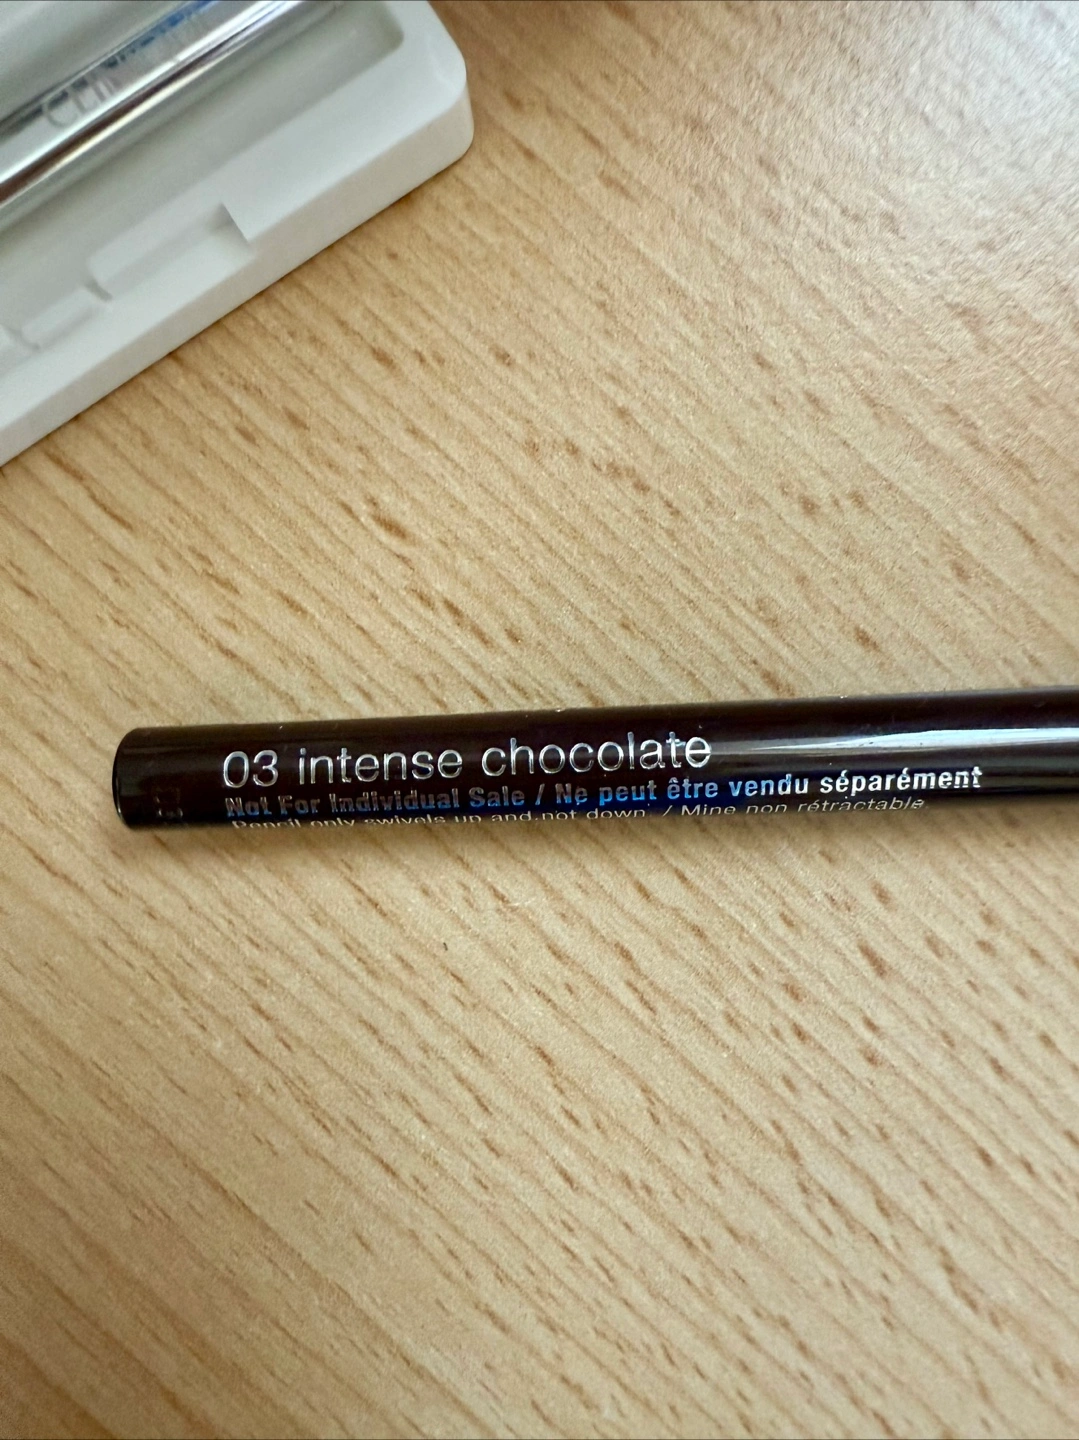 03 intense chocolate
Not For Individual Sale / Ne peut être vendu séparément
Pencil only swivels up and not down / Mine non rétractable